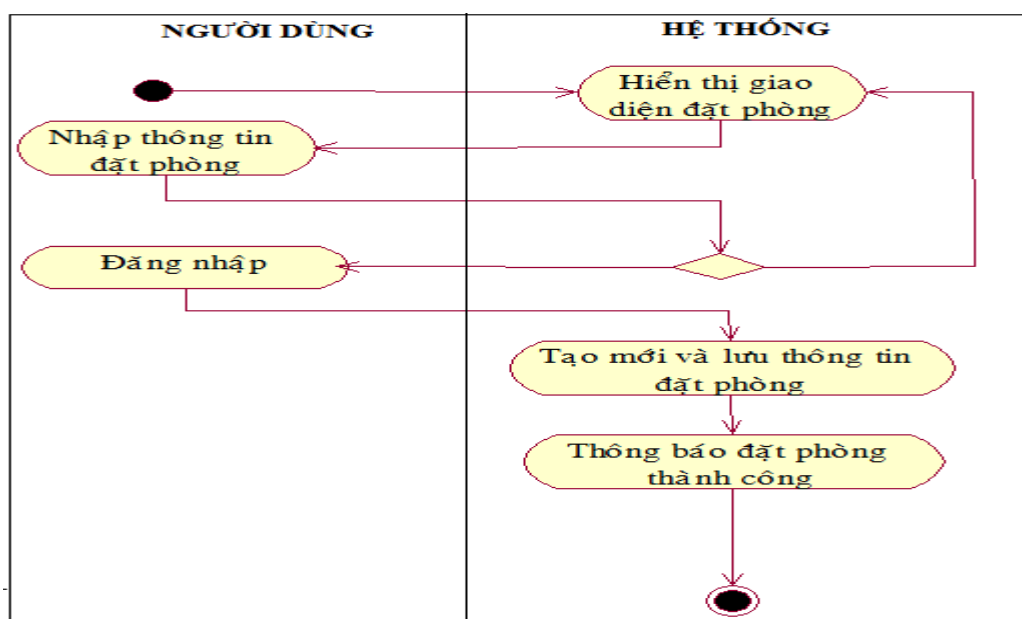 NGƯỜI DÙNG
HỆ THỐNG
Hiển thị giao
diện đặt phòng
Nhập thông tin
đặt phòng
Đăng nhập
Tạo mới và lưu thông tin
đặt phòng
Thông báo đặt phòng
thành công